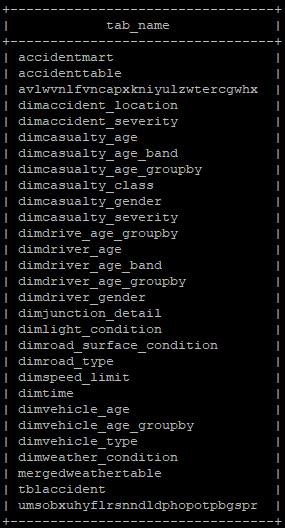 tab_name
accidentmart
accidenttable
avlwvnlfvncapxkniyulzwtercgwhx
dimaccident_location
dimaccident_severity
dimcasualty_age
dimcasualty_age_band
dimcasualty_age_groupby
dimcasualty_class
dimcasualty_gender
dimcasualty_severity
dimdrive_age_groupby
dimdriver_age
dimdriver_age_band
dimdriver_age_groupby
dimdriver_gender
dimjunction_detail
dimlight_condition
dimroad_surface_condition
dimroad_type
dimspeed_limit
dimtime
dimvehicle_age
dimvehicle_age_groupby
dimvehicle_type
dimweather_condition
mergedweathertable
tblaccident
umsobxuhyflrsnndldphopotpbgspr